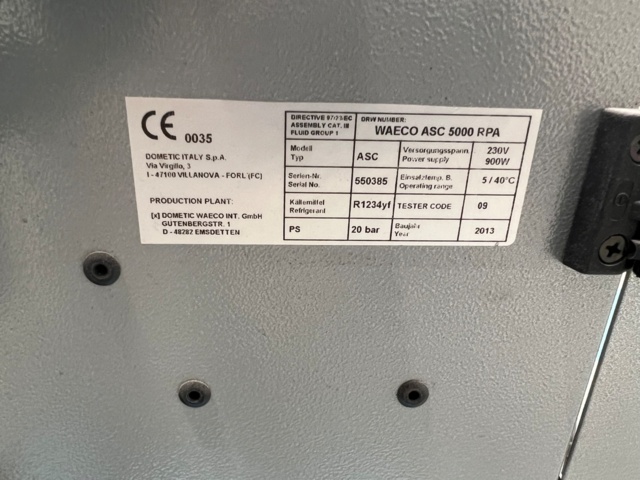 CE 0035
DOMETIC ITALY S.p.A.
Via Virgilio, 3
I - 47100 VILLANOVA - FORLI'(FC)
PRODUCTION PLANT:
[x] DOMETIC WAECO INT. GmbH
GUTENBERGSTR. 1
D - 48282 EMSDETTEN
DIRECTIVE 97/23/EC
ASSEMBLY CAT. III
FLUID GROUP 1
DRW NUMBER:
WAECO ASC 5000 RPA
Modell
Typ
ASC
Versorgungsspann.
Power supply
230V
900W
Serien-Nr.
Serial No.
550385
Einsatztemp. B.
Operating range
5 / 40°C
Kältemittel
Refrigerant
R1234yf
TESTER CODE
09
PS
20 bar
Baujahr
Year
2013